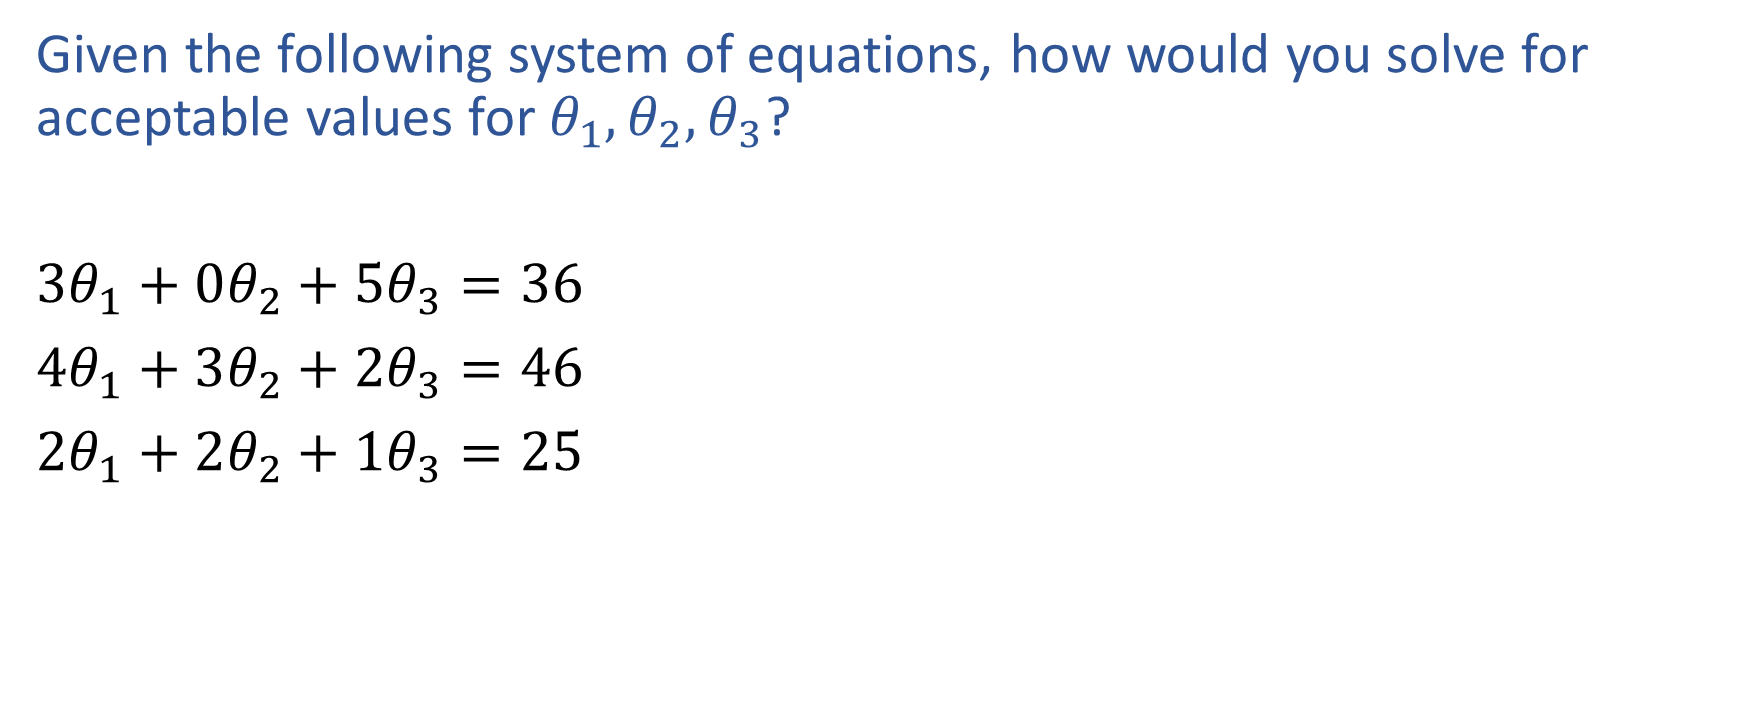 Given the following system of equations, how would you solve for
acceptable values for 𝜃₁, 𝜃₂, 𝜃₃?
3𝜃₁ + 0𝜃₂ + 5𝜃₃ = 36
4𝜃₁ + 3𝜃₂ + 2𝜃₃ = 46
2𝜃₁ + 2𝜃₂ + 1𝜃₃ = 25